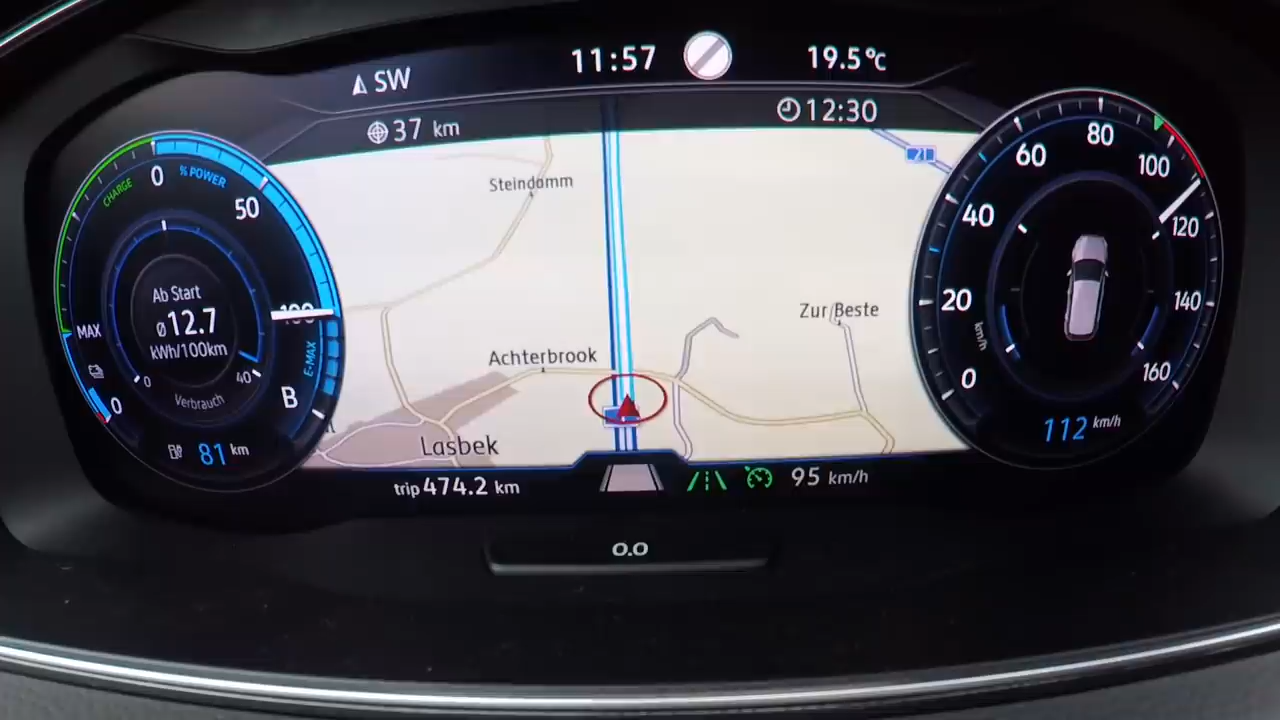 SW
11:57
19.5°C
37 km
12:30
Steindamm
21
Achterbrook
Zur Beste
Lasbek
CHARGE
0
% POWER
50
100
E-MAX
B
MAX
0
Ab Start
ø12.7
kWh/100km
0
40
Verbrauch
81 km
0
20
40
60
80
100
120
140
160
km/h
112 km/h
trip 474.2 km
95 km/h
0.0